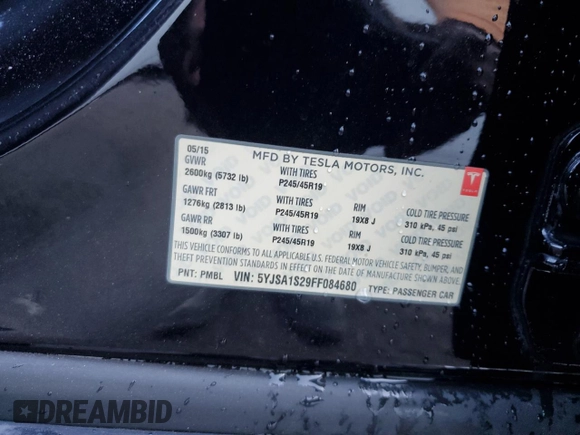 05/15 MFD BY TESLA MOTORS, INC.
GVWR WITH TIRES
2600kg (5732 lb) P245/45R19
GAWR FRT WITH TIRES RIM COLD TIRE PRESSURE
1276kg (2813 lb) P245/45R19 19X8 J 310 kPa, 45 psi
GAWR RR WITH TIRES RIM COLD TIRE PRESSURE
1500kg (3307 lb) P245/45R19 19X8 J 310 kPa, 45 psi
THIS VEHICLE CONFORMS TO ALL APPLICABLE U.S. FEDERAL MOTOR VEHICLE SAFETY, BUMPER, AND
THEFT PREVENTION STANDARDS IN EFFECT ON THE DATE OF MANUFACTURE SHOWN ABOVE.
PNT: PMBL VIN: 5YJSA1S29FF084680 TYPE: PASSENGER CAR
TESLA
DREAMBID